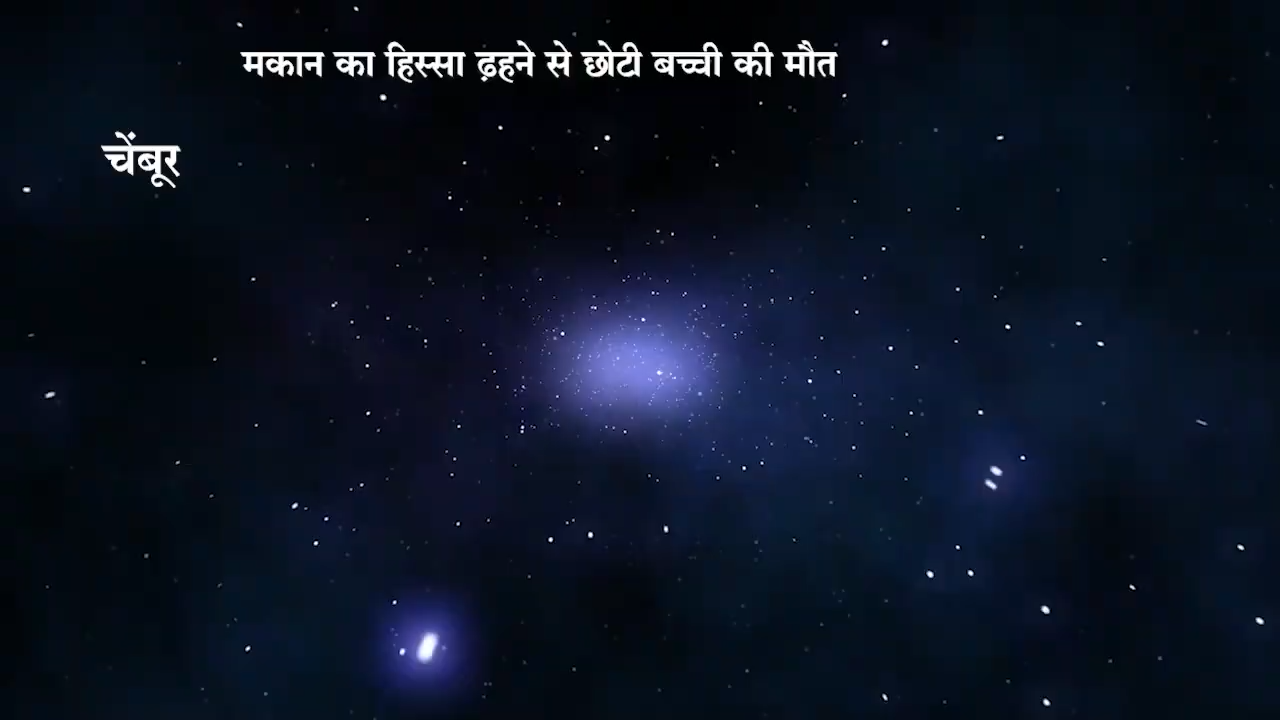 मकान का हिस्सा ढ़हने से छोटी बच्ची की मौत
चेंबूर